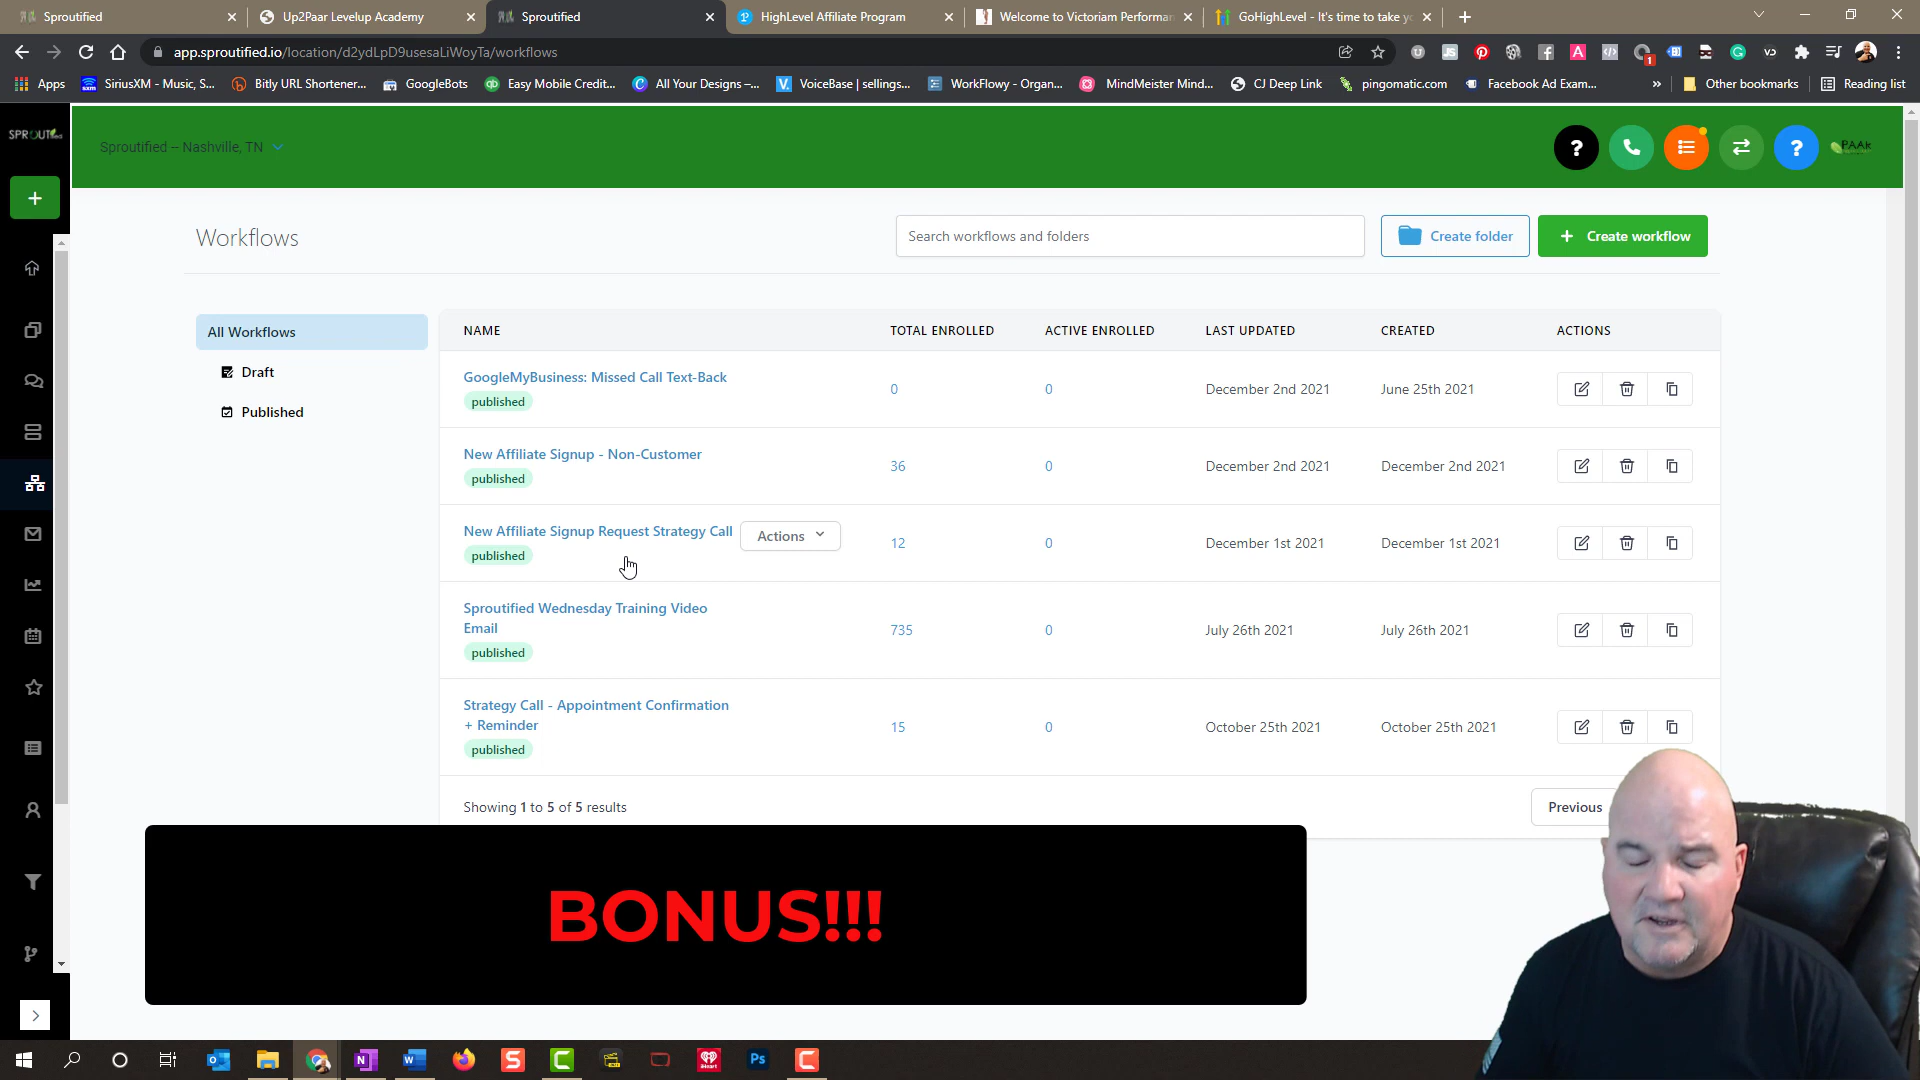 Sproutified
Up2Paar Levelup Academy
Sproutified
HighLevel Affiliate Program
Welcome to Victoriam Performan
GoHighLevel - It's time to take yo
app.sproutified.io/location/d2ydLpD9usesaLiWoyTa/workflows
Apps
SiriusXM - Music, S...
Bitly URL Shortener...
GoogleBots
Easy Mobile Credit...
All Your Designs –...
VoiceBase | sellings...
WorkFlowy - Organ...
MindMeister Mind...
CJ Deep Link
pingomatic.com
Facebook Ad Exam...
»
Other bookmarks
Reading list
Sproutified -- Nashville, TN
Workflows
Search workflows and folders
Create folder
+ Create workflow
All Workflows
Draft
Published
NAME TOTAL ENROLLED ACTIVE ENROLLED LAST UPDATED CREATED ACTIONS
GoogleMyBusiness: Missed Call Text-Back
published
0 0 December 2nd 2021 June 25th 2021
New Affiliate Signup - Non-Customer
published
36 0 December 2nd 2021 December 2nd 2021
New Affiliate Signup Request Strategy Call
published
Actions
12 0 December 1st 2021 December 1st 2021
Sproutified Wednesday Training Video
Email
published
735 0 July 26th 2021 July 26th 2021
Strategy Call - Appointment Confirmation
+ Reminder
published
15 0 October 25th 2021 October 25th 2021
Showing 1 to 5 of 5 results
Previous
BONUS!!!